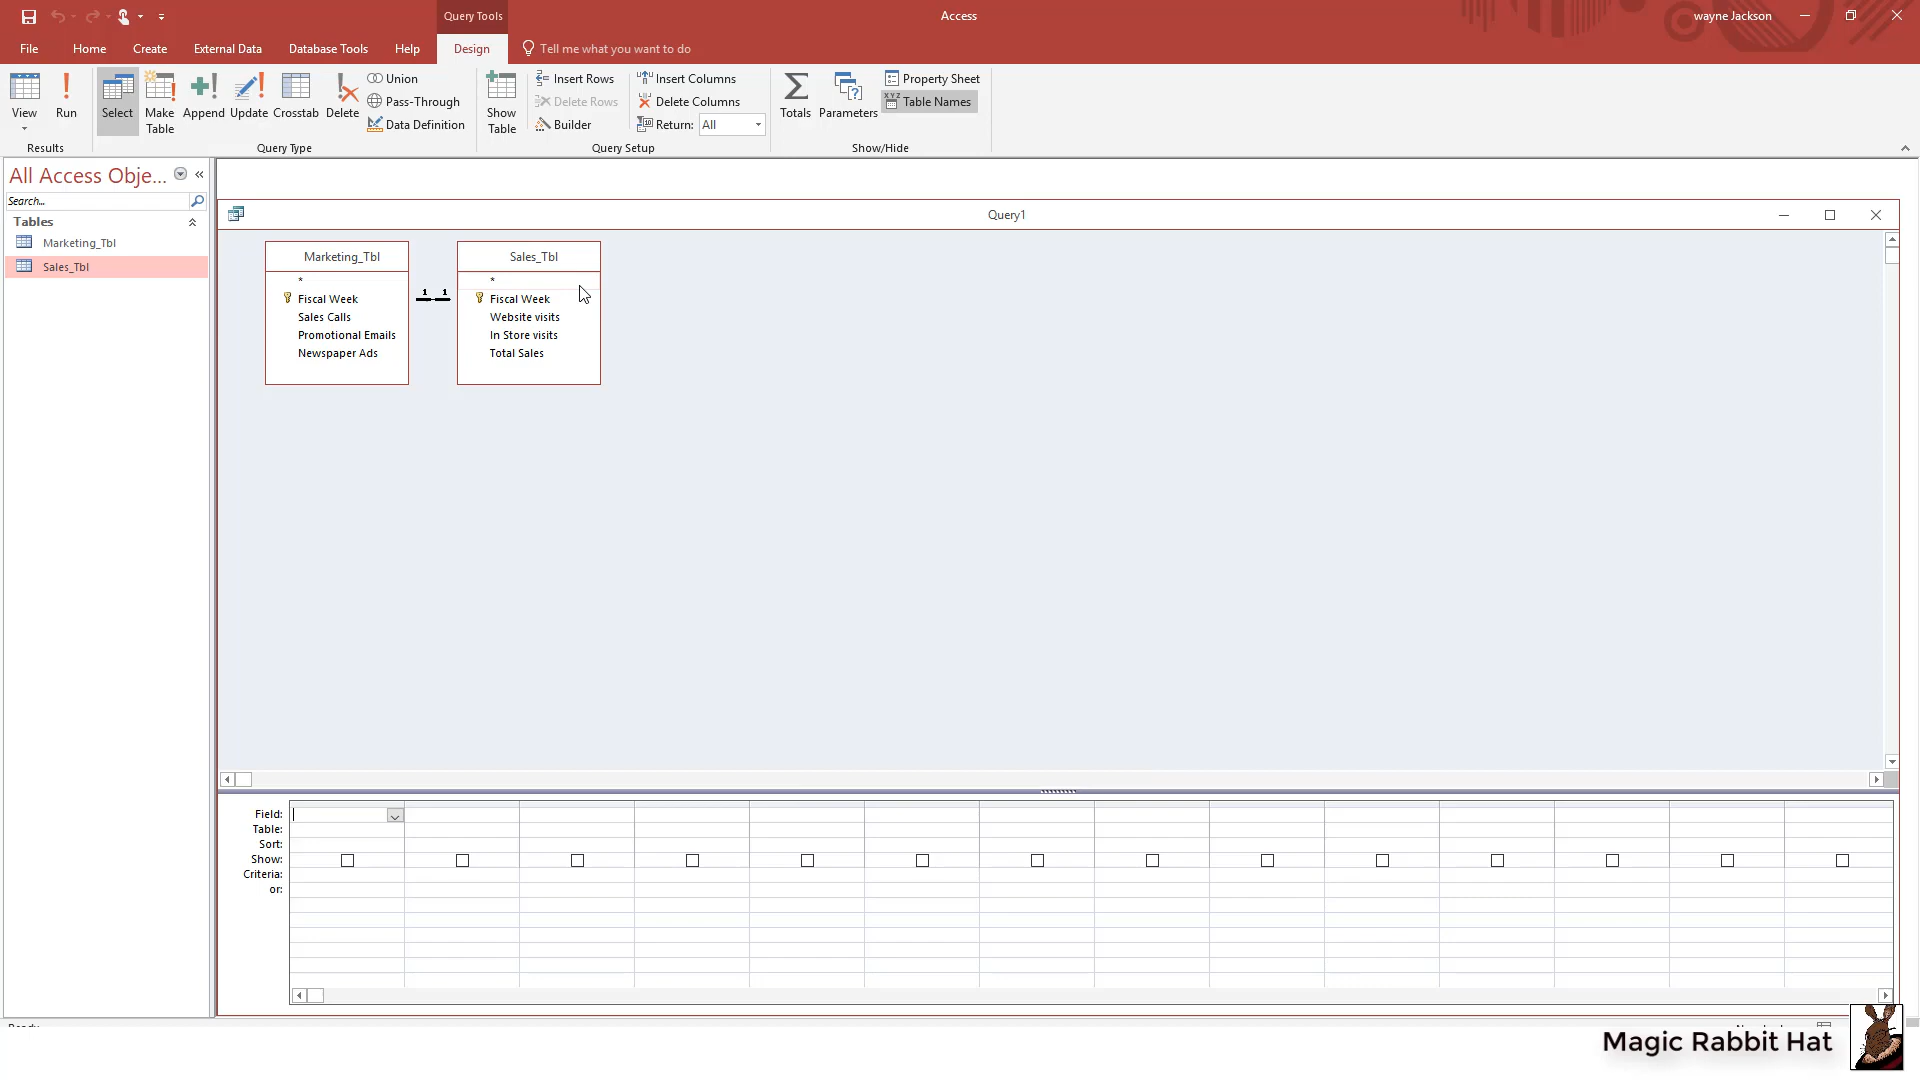 Query Tools
Access
wayne Jackson
File
Home
Create
External Data
Database Tools
Help
Design
Tell me what you want to do
View
Run
Select
Make
Table
Append
Update
Crosstab
Delete
Union
Pass-Through
Data Definition
Show
Table
Insert Rows
Delete Rows
Builder
Insert Columns
Delete Columns
Return:
All
Totals
Parameters
Property Sheet
Table Names
Results
Query Type
Query Setup
Show/Hide
All Access Obje...
Search...
Tables
Marketing_Tbl
Sales_Tbl
Query1
Marketing_Tbl
*
Fiscal Week
Sales Calls
Promotional Emails
Newspaper Ads
1 1
Sales_Tbl
*
Fiscal Week
Website visits
In Store visits
Total Sales
Field:
Table:
Sort:
Show:
Criteria:
or:
Magic Rabbit Hat